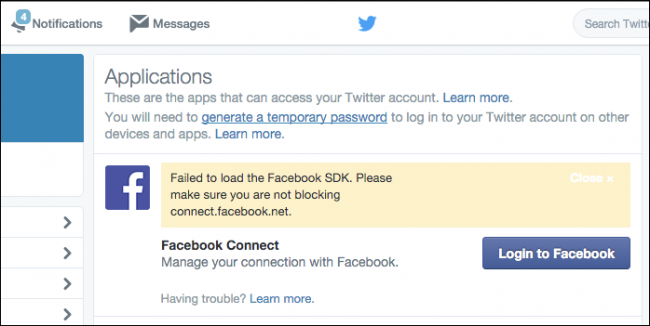 4
Notifications
Messages
Search Twitte
Applications
These are the apps that can access your Twitter account. Learn more.
You will need to generate a temporary password to log in to your Twitter account on other
devices and apps. Learn more.
Failed to load the Facebook SDK. Please
make sure you are not blocking
connect.facebook.net.
Close ×
Facebook Connect
Manage your connection with Facebook.
Login to Facebook
Having trouble? Learn more.